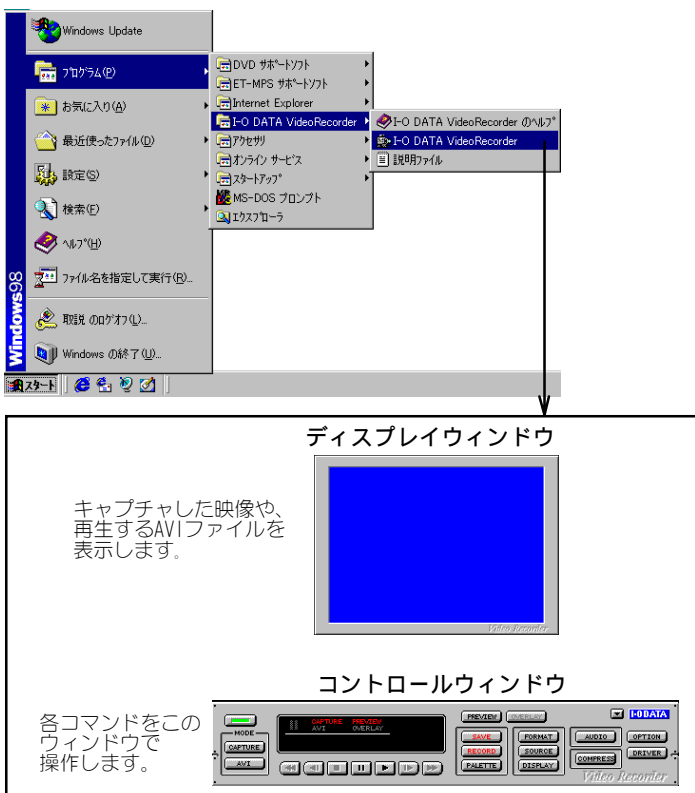 Windows Update
プログラム(P)
お気に入り(A)
最近使ったファイル(D)
設定(S)
検索(F)
ヘルプ(H)
ファイル名を指定して実行(R)...
取説 のログオフ(L)...
Windows の終了(U)...
Windows98
スタート
DVD サポートソフト
ET-MPS サポートソフト
Internet Explorer
I-O DATA VideoRecorder
アクセサリ
オンライン サービス
スタートアップ
MS-DOS プロンプト
エクスプローラ
I-O DATA VideoRecorder のヘルプ
I-O DATA VideoRecorder
説明ファイル
ディスプレイウィンドウ
キャプチャした映像や、
再生するAVIファイルを
表示します。
Video Recorder
コントロールウィンドウ
各コマンドをこの
ウィンドウで
操作します。
MODE
CAPTURE
AVI
CAPTURE PREVIEW
AVI OVERLAY
PREVIEW OVERLAY
I-O DATA
SAVE FORMAT AUDIO OPTION
RECORD SOURCE COMPRESS DRIVER
PALETTE DISPLAY
Video Recorder